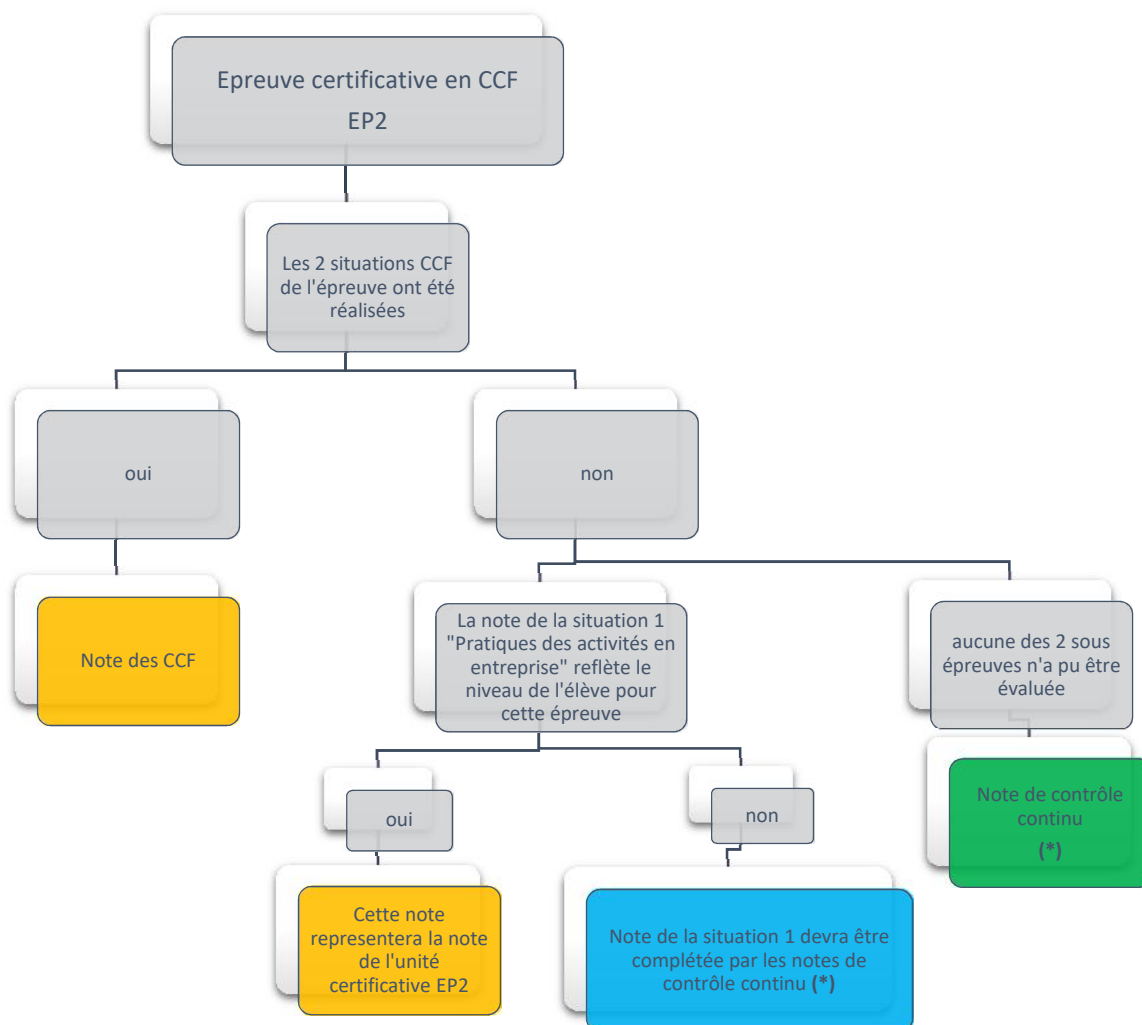 Epreuve certificative en CCF
EP2
Les 2 situations CCF
de l'épreuve ont été
réalisées
oui
non
Note des CCF
La note de la situation 1
"Pratiques des activités en
entreprise" reflète le
niveau de l'élève pour
cette épreuve
aucune des 2 sous
épreuves n'a pu être
évaluée
oui
non
Note de contrôle
continu
(*)
Cette note
representera la note
de l'unité
certificative EP2
Note de la situation 1 devra être
complétée par les notes de
contrôle continu (*)